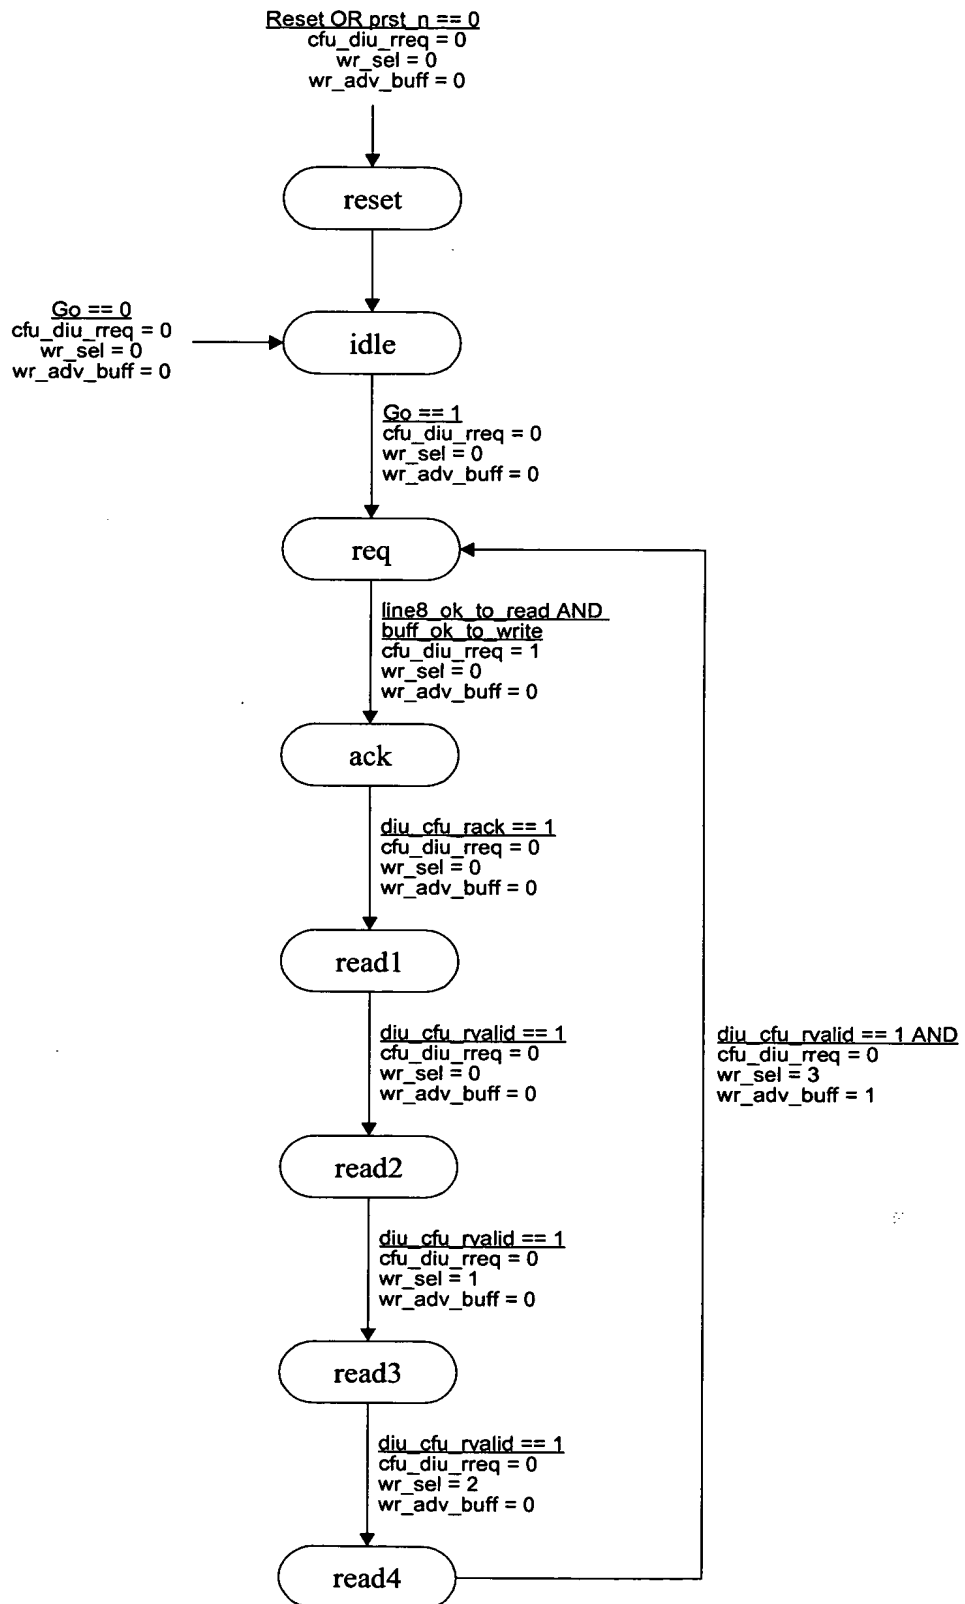 Reset OR prst_n == 0
cfu_diu_rreq = 0
wr_sel = 0
wr_adv_buff = 0
reset
Go == 0
cfu_diu_rreq = 0
wr_sel = 0
wr_adv_buff = 0
idle
Go == 1
cfu_diu_rreq = 0
wr_sel = 0
wr_adv_buff = 0
req
line8_ok_to_read AND
buff_ok_to_write
cfu_diu_rreq = 1
wr_sel = 0
wr_adv_buff = 0
ack
diu_cfu_rack == 1
cfu_diu_rreq = 0
wr_sel = 0
wr_adv_buff = 0
read1
diu_cfu_rvalid == 1
cfu_diu_rreq = 0
wr_sel = 0
wr_adv_buff = 0
diu_cfu_rvalid == 1 AND
cfu_diu_rreq = 0
wr_sel = 3
wr_adv_buff = 1
read2
diu_cfu_rvalid == 1
cfu_diu_rreq = 0
wr_sel = 1
wr_adv_buff = 0
read3
diu_cfu_rvalid == 1
cfu_diu_rreq = 0
wr_sel = 2
wr_adv_buff = 0
read4